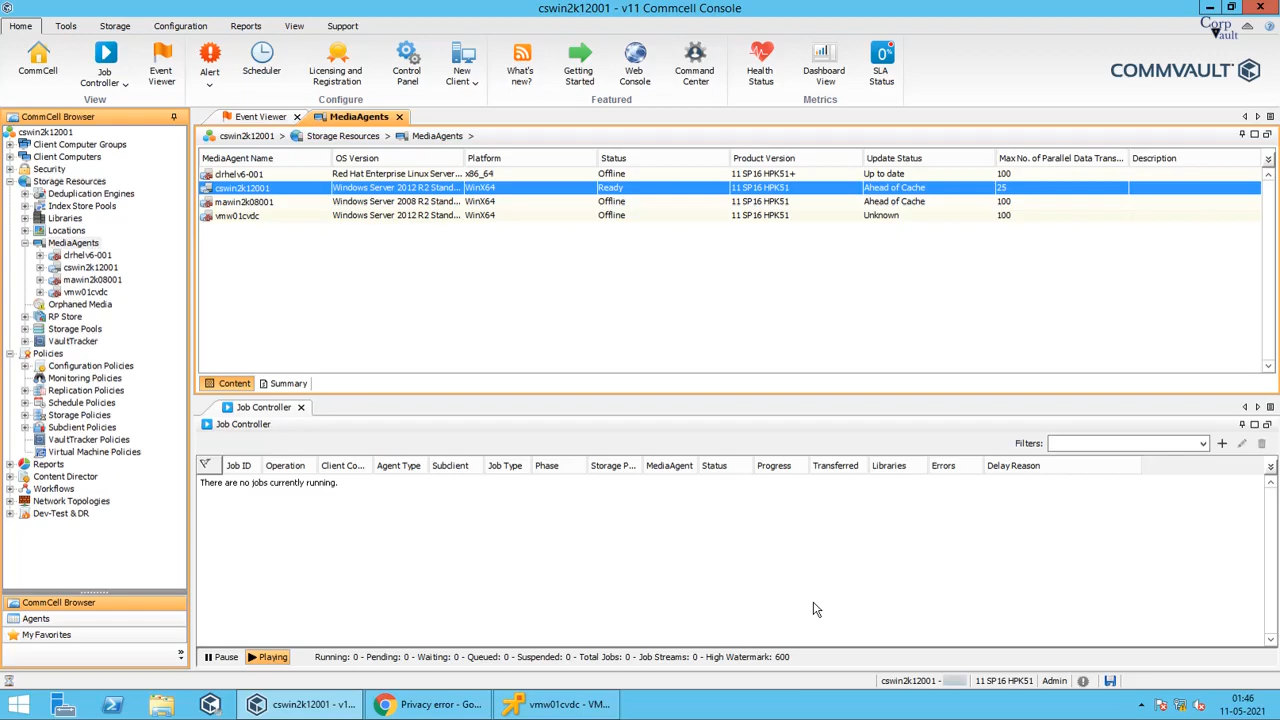 cswin2k12001 - v11 Commcell Console
Home Tools Storage Configuration Reports View Support
Corp Vault
CommCell
Job Controller
Event Viewer
View
Alert
Scheduler
Licensing and Registration
Control Panel
New Client
Configure
What's new?
Getting Started
Web Console
Command Center
Featured
Health Status
Dashboard View
0*
SLA Status
Metrics
COMMVAULT
CommCell Browser
cswin2k12001
Client Computer Groups
Client Computers
Security
Storage Resources
Deduplication Engines
Index Store Pools
Libraries
Locations
MediaAgents
clrhelv6-001
cswin2k12001
mawin2k08001
vmw01cvdc
Orphaned Media
RP Store
Storage Pools
VaultTracker
Policies
Configuration Policies
Monitoring Policies
Replication Policies
Schedule Policies
Storage Policies
Subclient Policies
VaultTracker Policies
Virtual Machine Policies
Reports
Content Director
Workflows
Network Topologies
Dev-Test & DR
CommCell Browser
Agents
My Favorites
Event Viewer MediaAgents
cswin2k12001 > Storage Resources > MediaAgents >
MediaAgent Name OS Version Platform Status Product Version Update Status Max No. of Parallel Data Trans... Description
clrhelv6-001 Red Hat Enterprise Linux Server... x86_64 Offline 11 SP16 HPK51+ Up to date 100
cswin2k12001 Windows Server 2012 R2 Stand... WinX64 Ready 11 SP16 HPK51 Ahead of Cache 25
mawin2k08001 Windows Server 2008 R2 Stand... WinX64 Offline 11 SP16 HPK51 Ahead of Cache 100
vmw01cvdc Windows Server 2012 R2 Stand... WinX64 Offline 11 SP16 HPK51 Unknown 100
Content Summary
Job Controller
Job Controller
Filters:
Job ID Operation Client Co... Agent Type Subclient Job Type Phase Storage P... MediaAgent Status Progress Transferred Libraries Errors Delay Reason
There are no jobs currently running.
Pause Playing Running: 0 - Pending: 0 - Waiting: 0 - Queued: 0 - Suspended: 0 - Total Jobs: 0 - Job Streams: 0 - High Watermark: 600
cswin2k12001 - 11 SP16 HPK51 Admin
cswin2k12001 - v1... Privacy error - Go... vmw01cvdc - VM...
01:46
11-05-2021